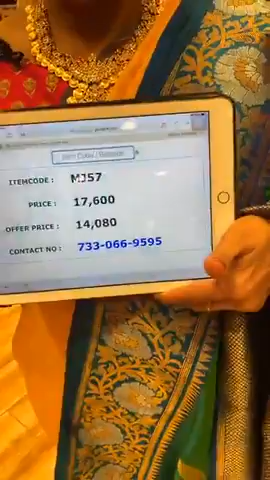 ITEMCODE : MJ57
PRICE : 17,600
OFFER PRICE : 14,080
CONTACT NO : 733-066-9595